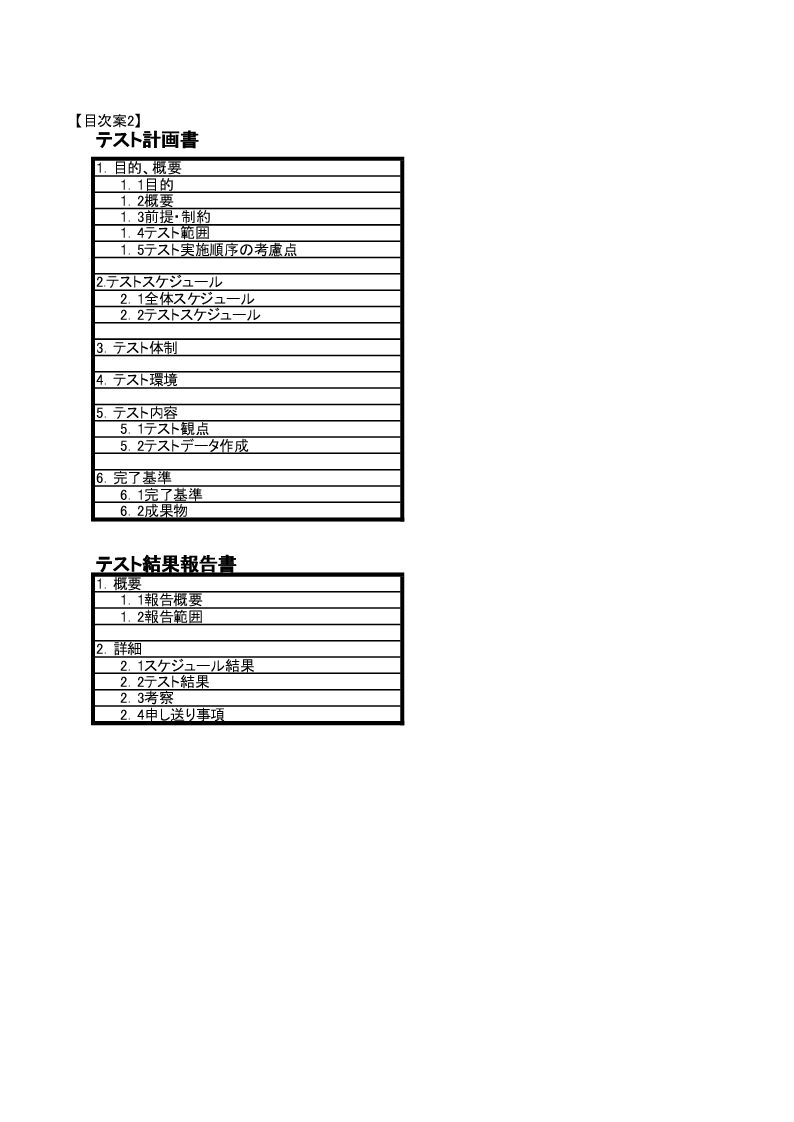 【目次案2】
テスト計画書
1．目的、概要
1．1目的
1．2概要
1．3前提・制約
1．4テスト範囲
1．5テスト実施順序の考慮点
2.テストスケジュール
2．1全体スケジュール
2．2テストスケジュール
3．テスト体制
4．テスト環境
5．テスト内容
5．1テスト観点
5．2テストデータ作成
6．完了基準
6．1完了基準
6．2成果物
テスト結果報告書
1．概要
1．1報告概要
1．2報告範囲
2．詳細
2．1スケジュール結果
2．2テスト結果
2．3考察
2．4申し送り事項